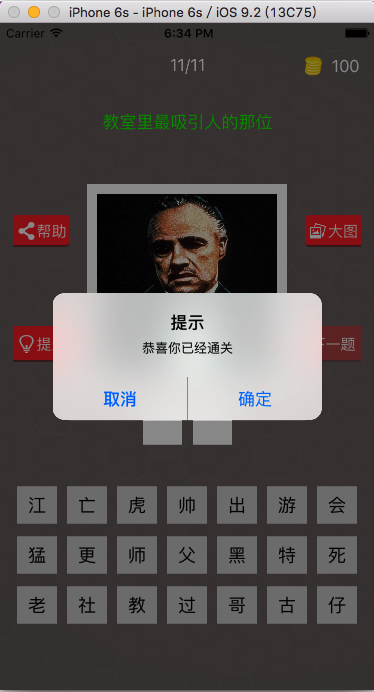 iPhone 6s - iPhone 6s / iOS 9.2 (13C75)
Carrier 6:34 PM
11/11 100
教室里最吸引人的那位
帮助 大图
提示
恭喜你已经通关
提 一题
取消 确定
江 亡 虎 帅 出 游 会
猛 更 师 父 黑 特 死
老 社 教 过 哥 古 仔